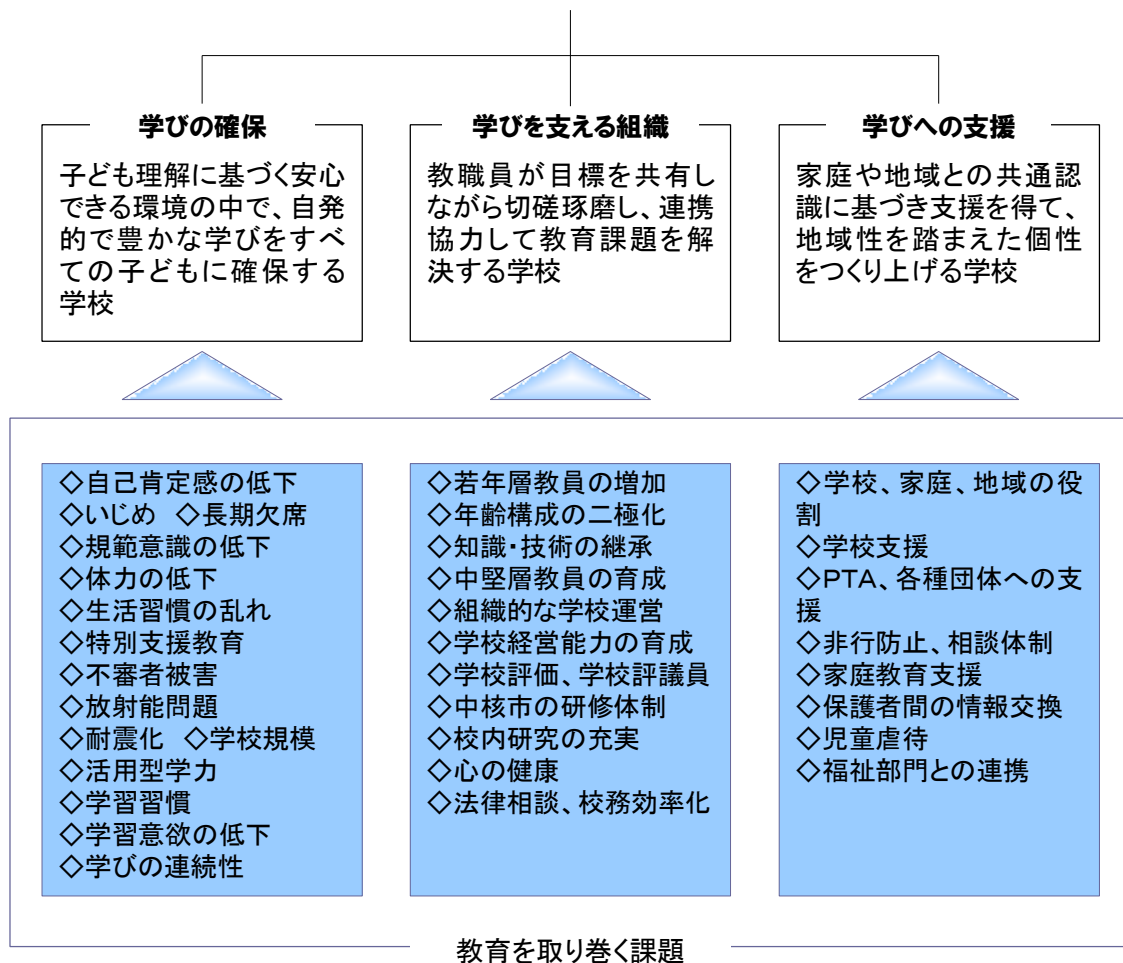 学びの確保
子ども理解に基づく安心
できる環境の中で、自発
的で豊かな学びをすべ
ての子どもに確保する
学校
学びを支える組織
教職員が目標を共有し
ながら切磋琢磨し、連携
協力して教育課題を解
決する学校
学びへの支援
家庭や地域との共通認
識に基づき支援を得て、
地域性を踏まえた個性
をつくり上げる学校
◇自己肯定感の低下
◇いじめ ◇長期欠席
◇規範意識の低下
◇体力の低下
◇生活習慣の乱れ
◇特別支援教育
◇不審者被害
◇放射能問題
◇耐震化 ◇学校規模
◇活用型学力
◇学習習慣
◇学習意欲の低下
◇学びの連続性
◇若年層教員の増加
◇年齢構成の二極化
◇知識・技術の継承
◇中堅層教員の育成
◇組織的な学校運営
◇学校経営能力の育成
◇学校評価、学校評議員
◇中核市の研修体制
◇校内研究の充実
◇心の健康
◇法律相談、校務効率化
◇学校、家庭、地域の役
割
◇学校支援
◇PTA、各種団体への支
援
◇非行防止、相談体制
◇家庭教育支援
◇保護者間の情報交換
◇児童虐待
◇福祉部門との連携
教育を取り巻く課題